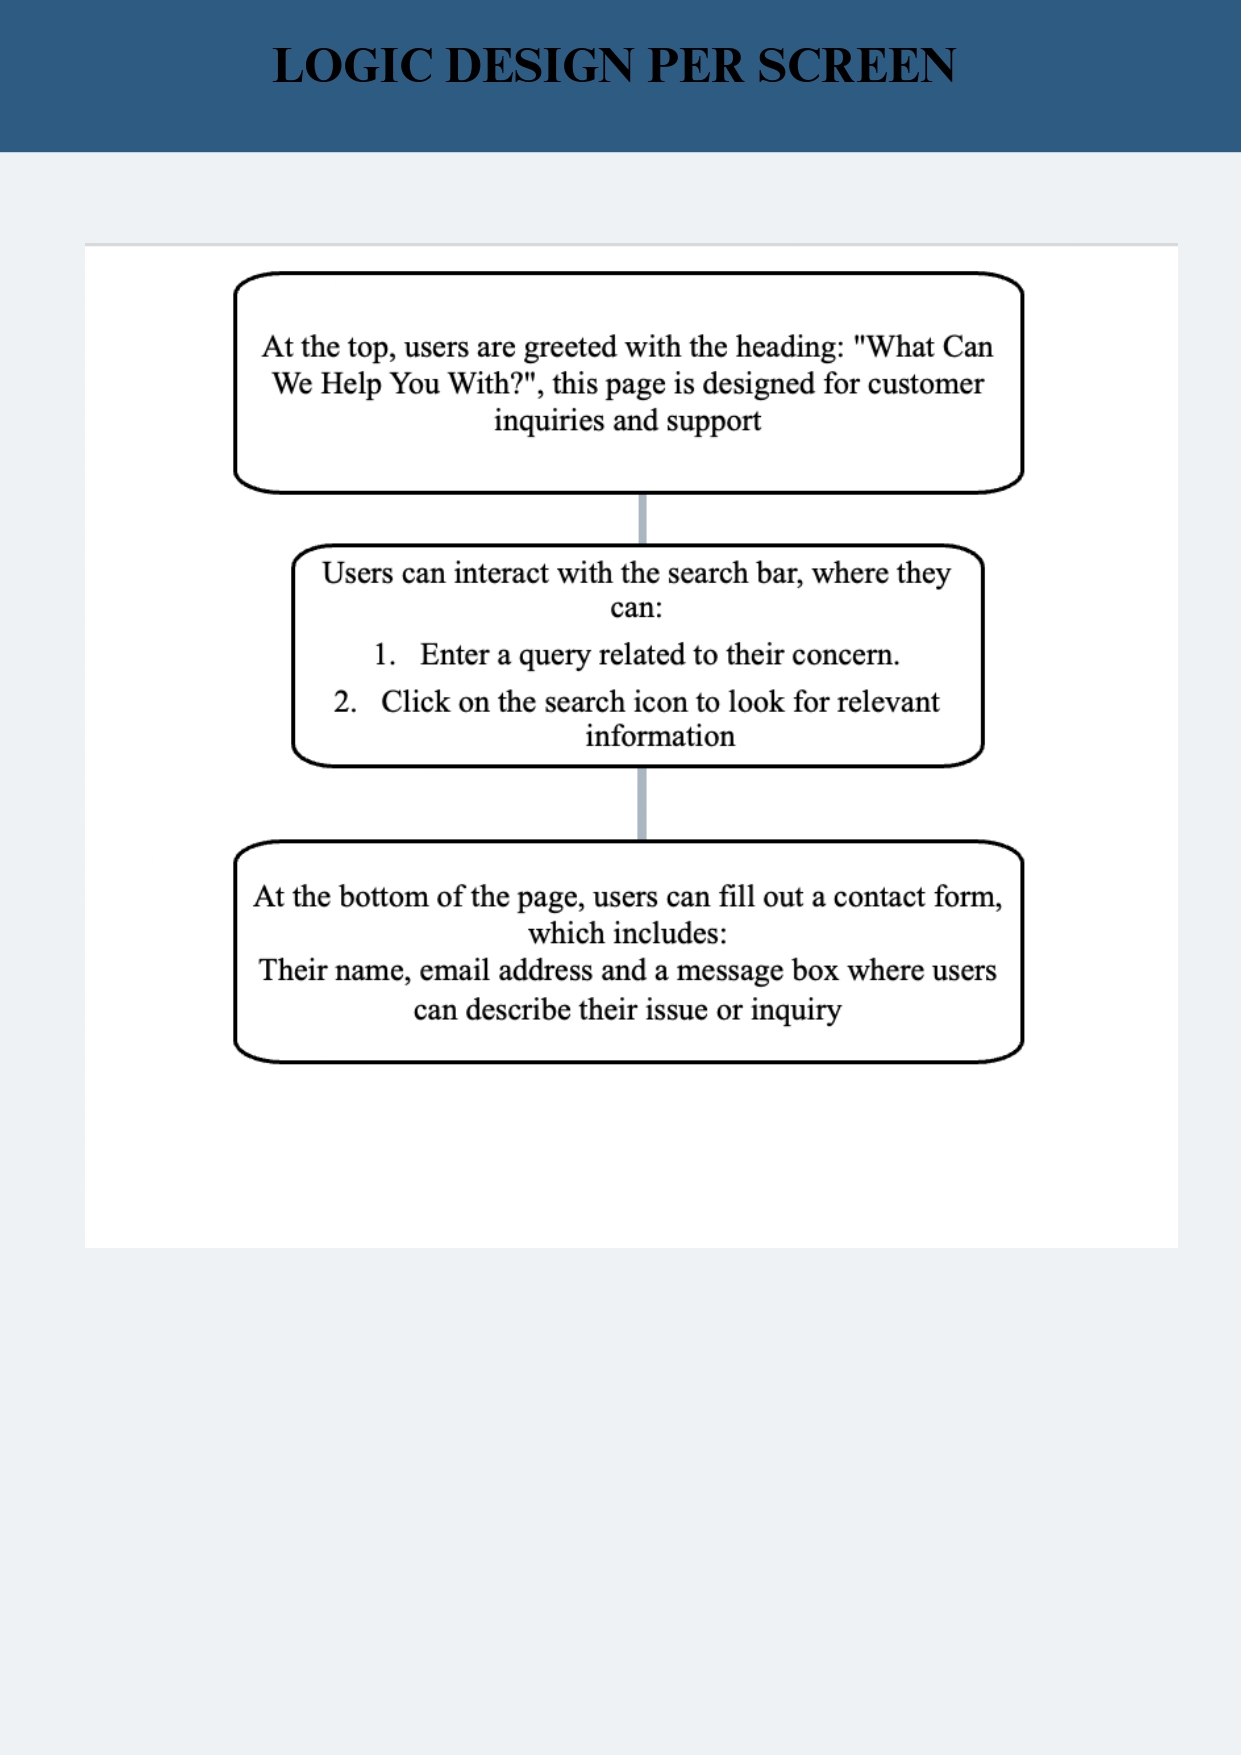 LOGIC DESIGN PER SCREEN
At the top, users are greeted with the heading: "What Can
We Help You With?", this page is designed for customer
inquiries and support
Users can interact with the search bar, where they
can:
1. Enter a query related to their concern.
2. Click on the search icon to look for relevant
information
At the bottom of the page, users can fill out a contact form,
which includes:
Their name, email address and a message box where users
can describe their issue or inquiry